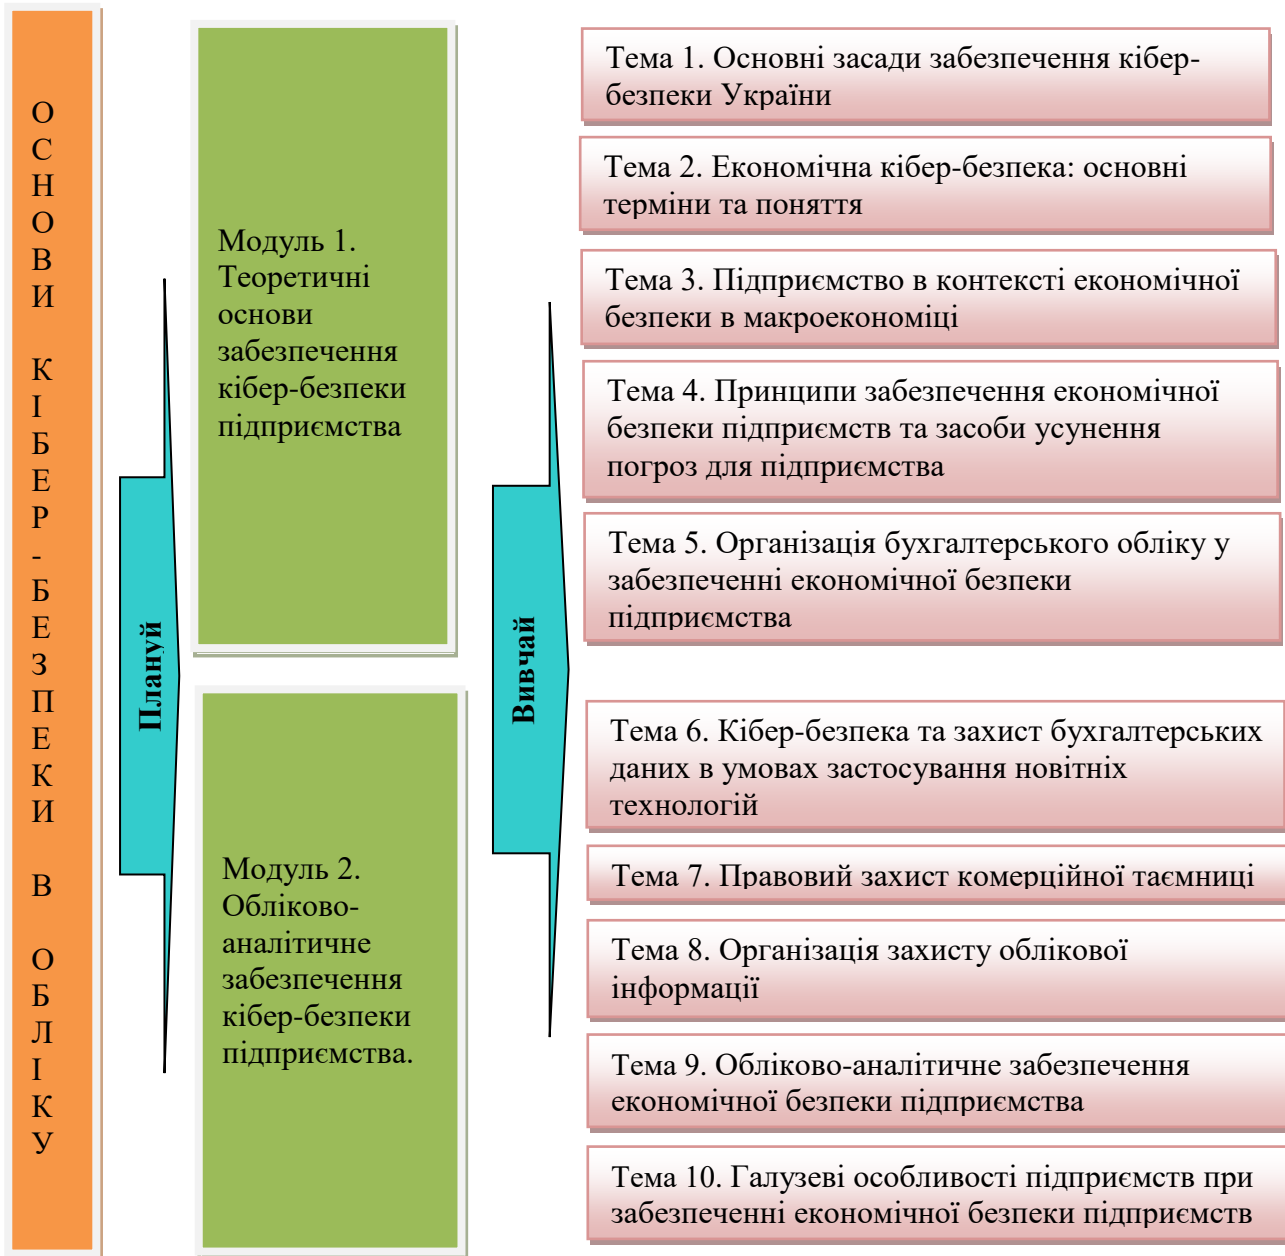 ОСНОВИ КІБЕР-БЕЗПЕКИ В ОБЛІКУ
Плануй
Модуль 1.
Теоретичні
основи
забезпечення
кібер-безпеки
підприємства
Модуль 2.
Обліково-
аналітичне
забезпечення
кібер-безпеки
підприємства.
Вивчай
Тема 1. Основні засади забезпечення кібер-
безпеки України
Тема 2. Економічна кібер-безпека: основні
терміни та поняття
Тема 3. Підприємство в контексті економічної
безпеки в макроекономіці
Тема 4. Принципи забезпечення економічної
безпеки підприємств та засоби усунення
погроз для підприємства
Тема 5. Організація бухгалтерського обліку у
забезпеченні економічної безпеки
підприємства
Тема 6. Кібер-безпека та захист бухгалтерських
даних в умовах застосування новітніх
технологій
Тема 7. Правовий захист комерційної таємниці
Тема 8. Організація захисту облікової
інформації
Тема 9. Обліково-аналітичне забезпечення
економічної безпеки підприємства
Тема 10. Галузеві особливості підприємств при
забезпеченні економічної безпеки підприємств